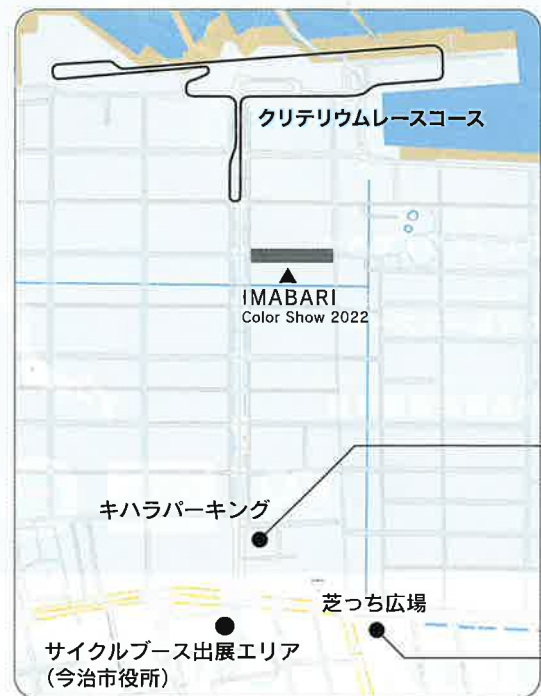 クリテリウムレースコース
IMABARI
Color Show 2022
キハラパーキング
芝っち広場
サイクルブース出展エリア
（今治市役所）